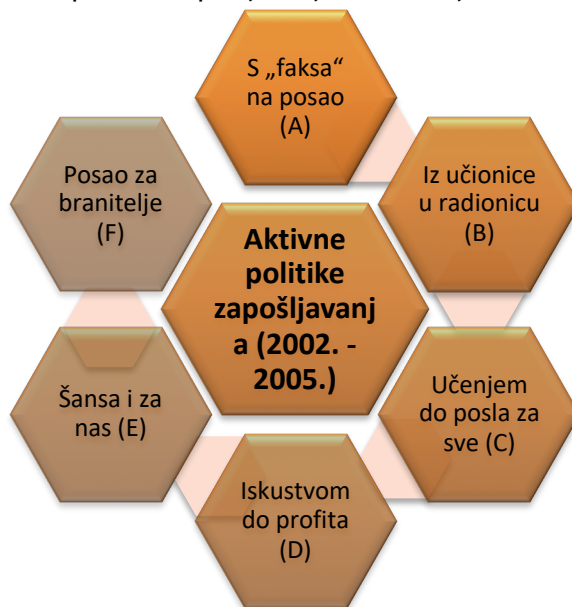 S „faksa“
na posao
(A)
Iz učionice
u radionicu
(B)
Učenjem
do posla za
sve (C)
Iskustvom
do profita
(D)
Šansa i za
nas (E)
Posao za
branitelje
(F)
Aktivne
politike
zapošljavanj
a (2002. -
2005.)